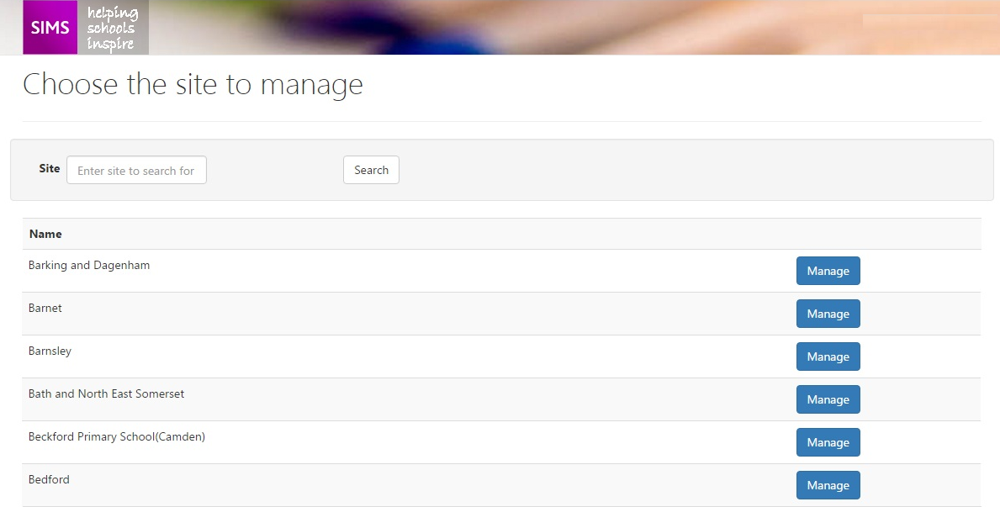 SIMS
helping
schools
inspire
Choose the site to manage
Site Enter site to search for Search
Name
Barking and Dagenham Manage
Barnet Manage
Barnsley Manage
Bath and North East Somerset Manage
Beckford Primary School(Camden) Manage
Bedford Manage